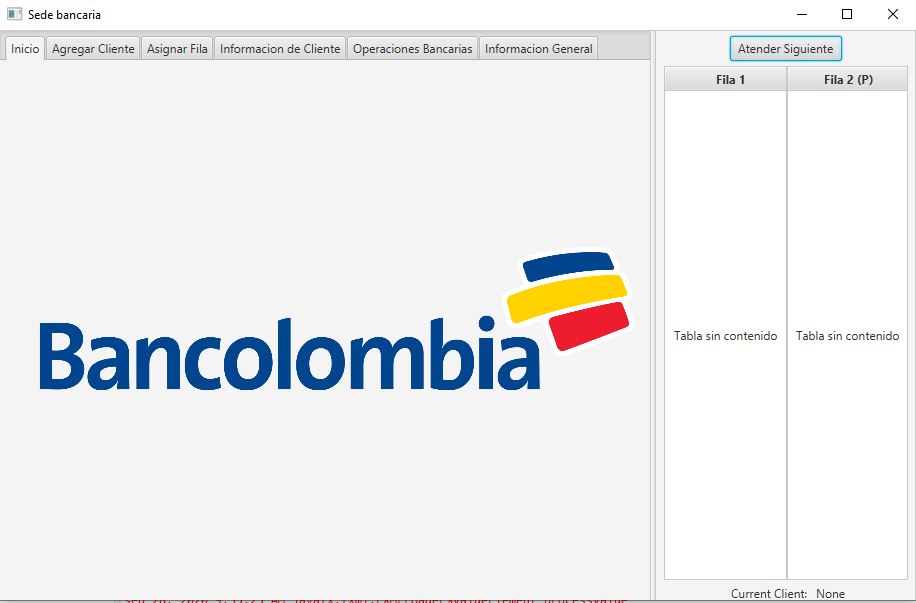 Sede bancaria
Inicio Agregar Cliente Asignar Fila Informacion de Cliente Operaciones Bancarias Informacion General
Atender Siguiente
Fila 1 Fila 2 (P)
Bancolombia
Tabla sin contenido Tabla sin contenido
Current Client: None